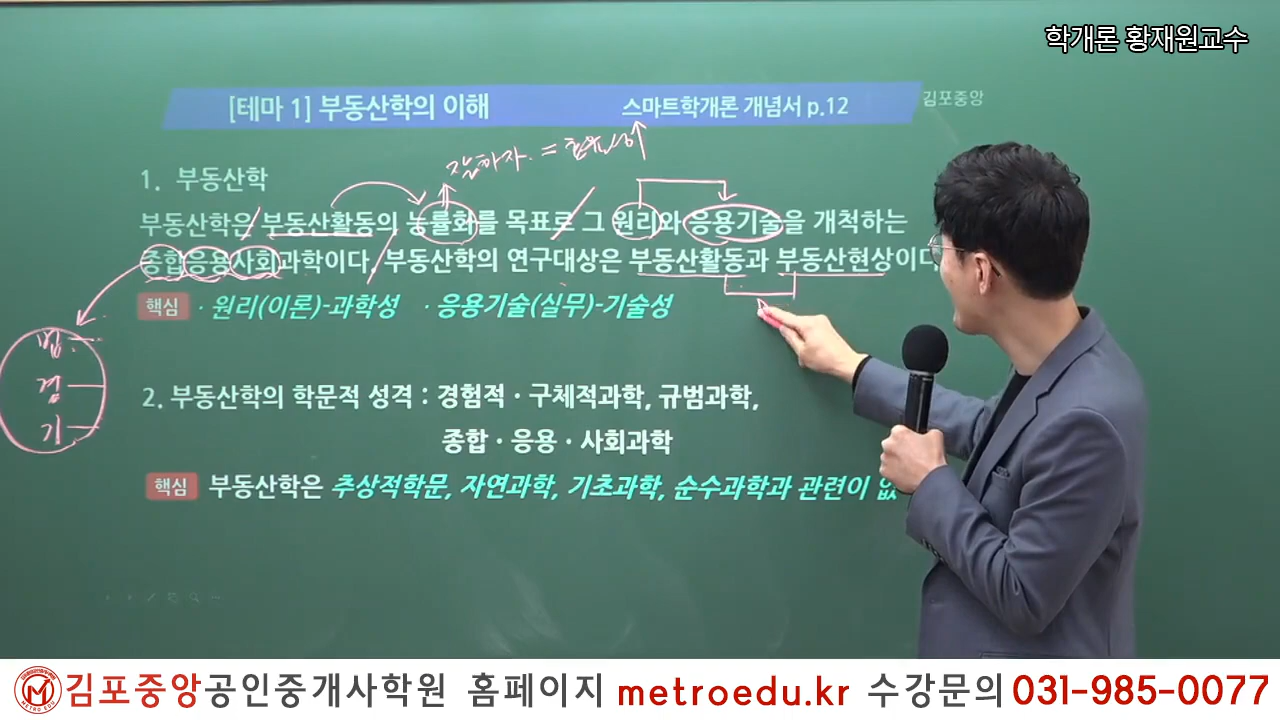 학개론 황재원교수
[테마 1] 부동산학의 이해 스마트학개론 개념서 p.12
김포중앙
잘하자. = 효율성↑
1. 부동산학
부동산학은 부동산활동의 능률화를 목표로 그 원리와 응용기술을 개척하는
종합응용사회과학이다. 부동산학의 연구대상은 부동산활동과 부동산현상이다
핵심 · 원리(이론)-과학성 · 응용기술(실무)-기술성
법.
경
기
2. 부동산학의 학문적 성격 : 경험적 · 구체적과학, 규범과학,
종합 · 응용 · 사회과학
핵심 부동산학은 추상적학문, 자연과학, 기초과학, 순수과학과 관련이 없
김포중앙공인중개사학원 홈페이지 metroedu.kr 수강문의 031-985-0077